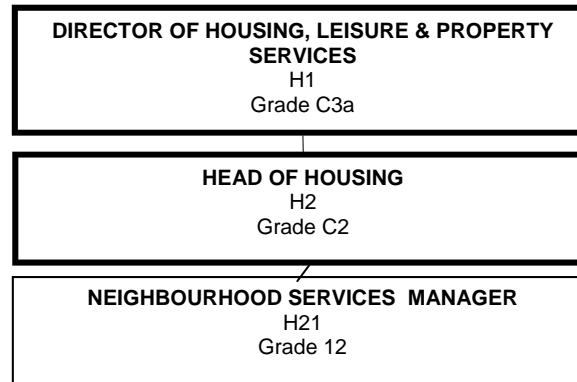 DIRECTOR OF HOUSING, LEISURE & PROPERTY
SERVICES
H1
Grade C3a
HEAD OF HOUSING
H2
Grade C2
NEIGHBOURHOOD SERVICES MANAGER
H21
Grade 12